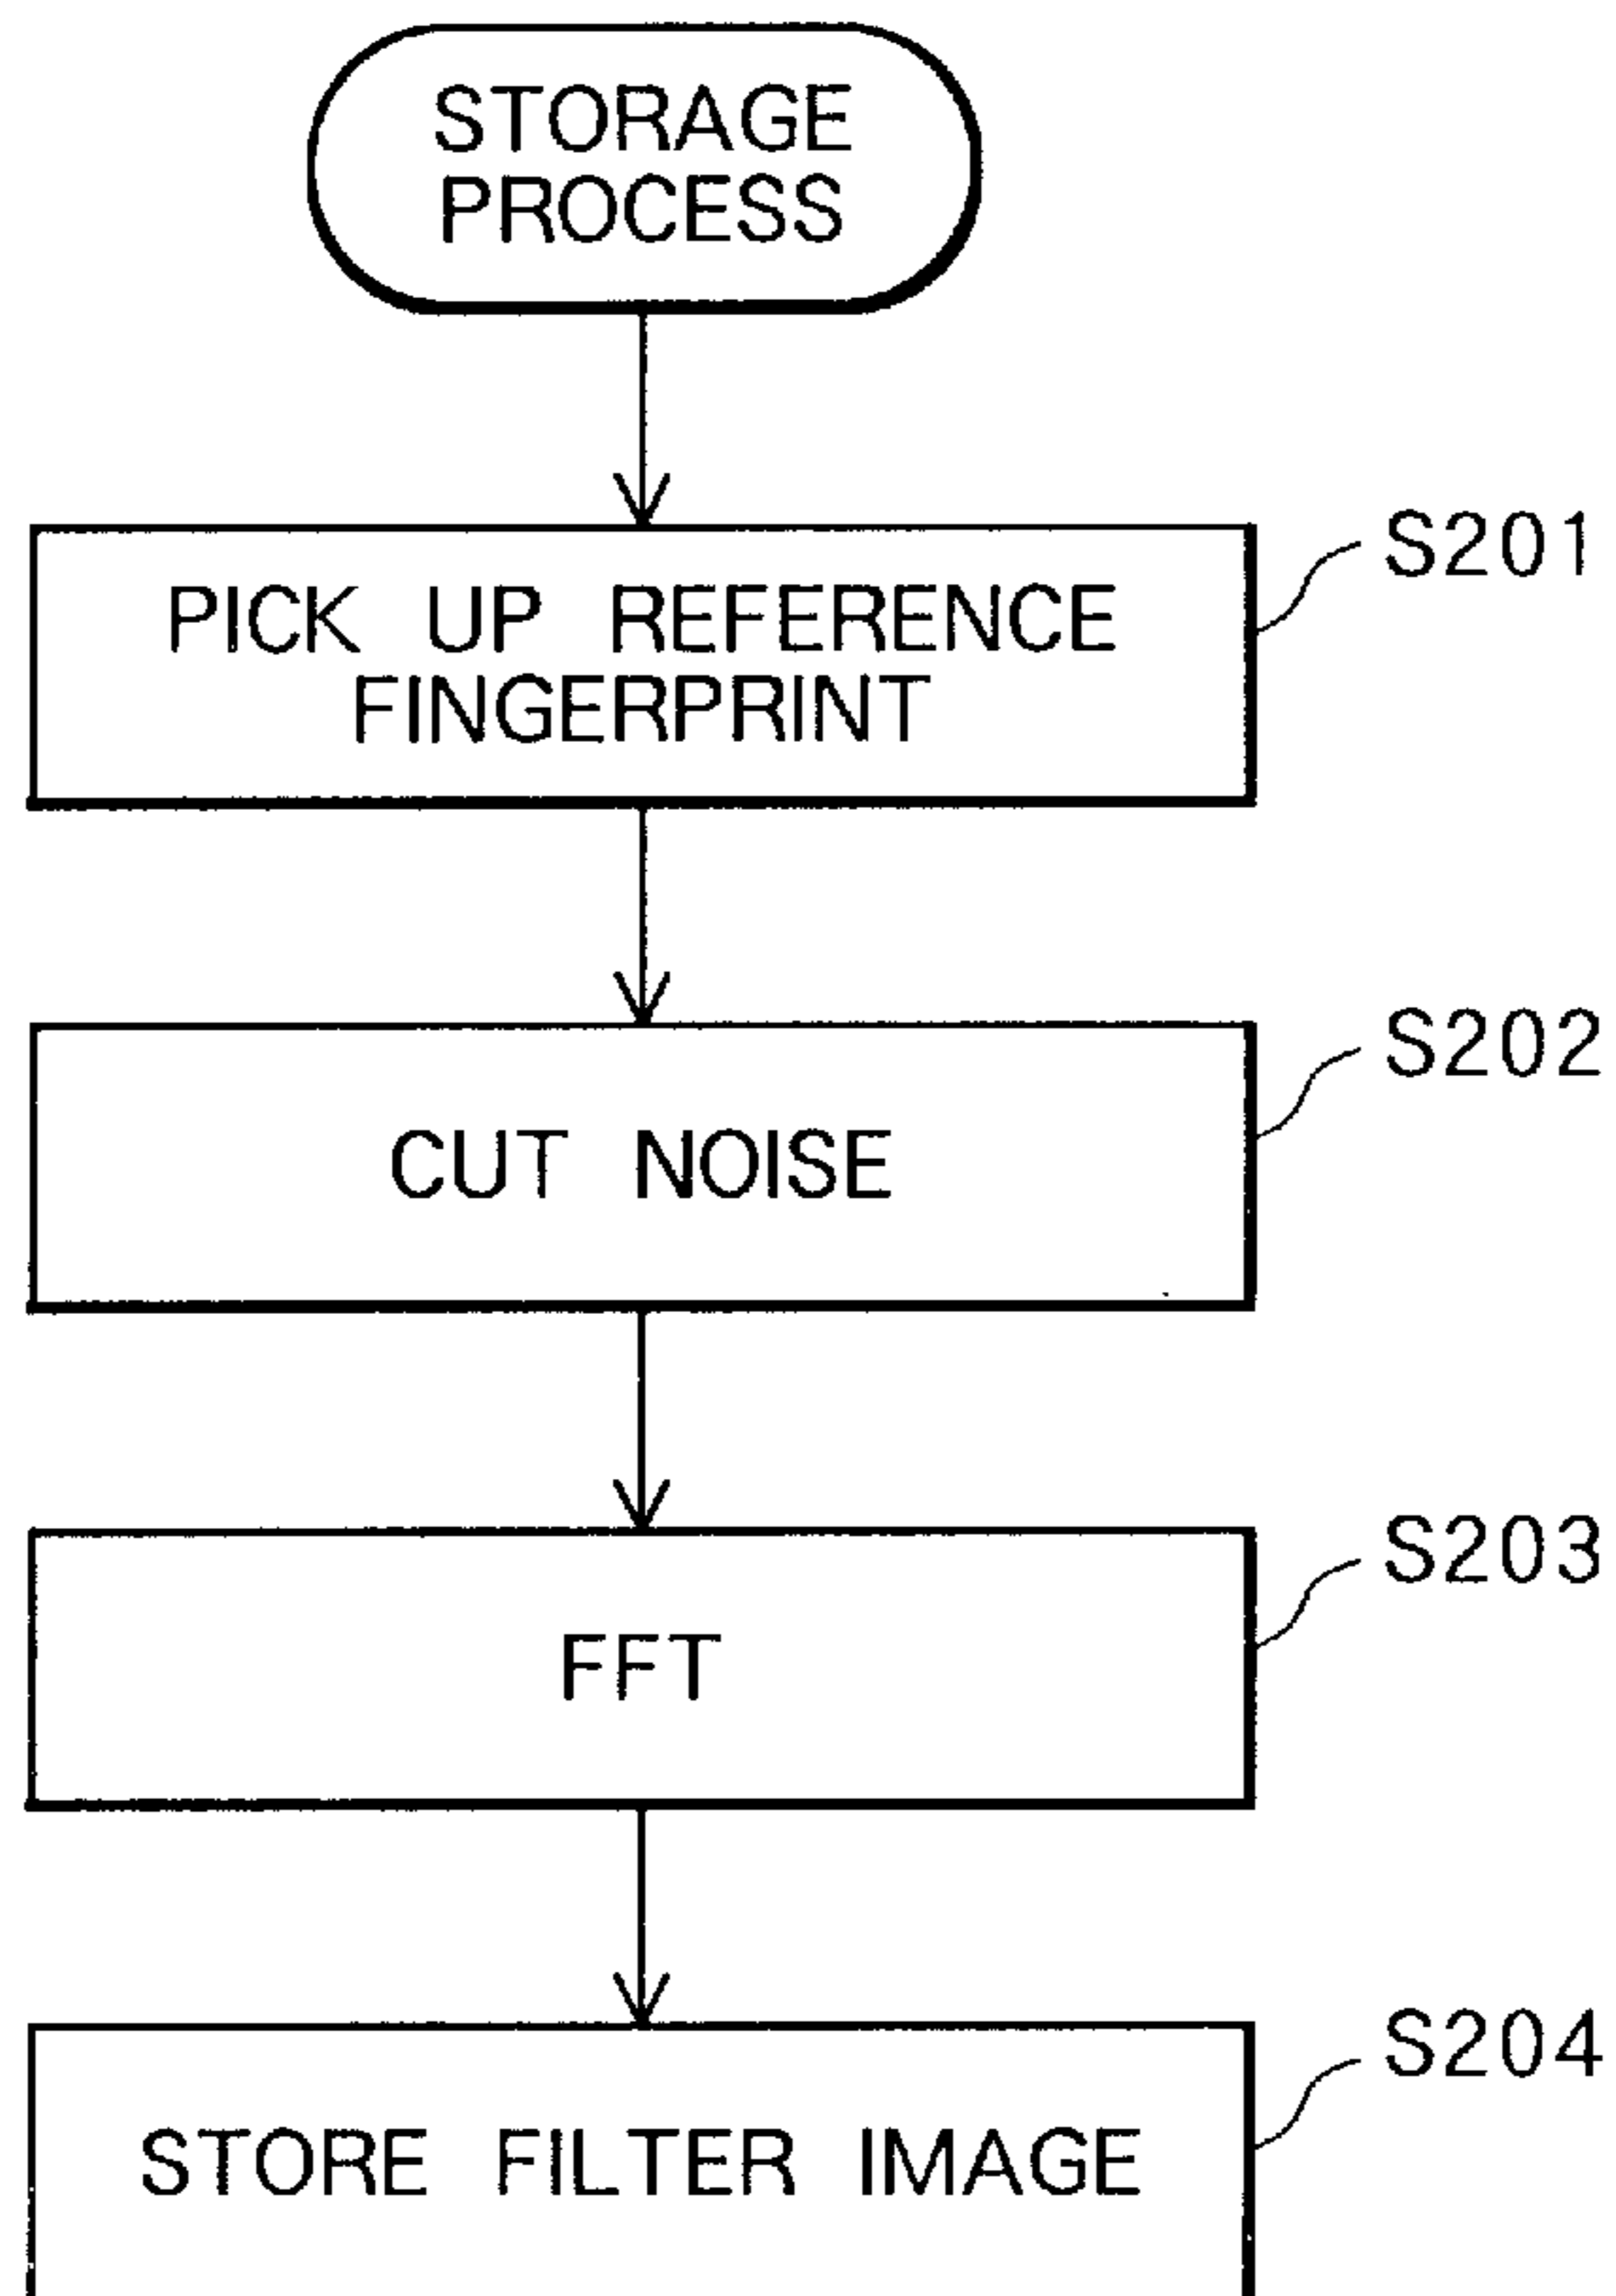 STORAGE
PROCESS
S201
PICK UP REFERENCE
FINGERPRINT
S202
CUT NOISE
S203
FFT
S204
STORE FILTER IMAGE